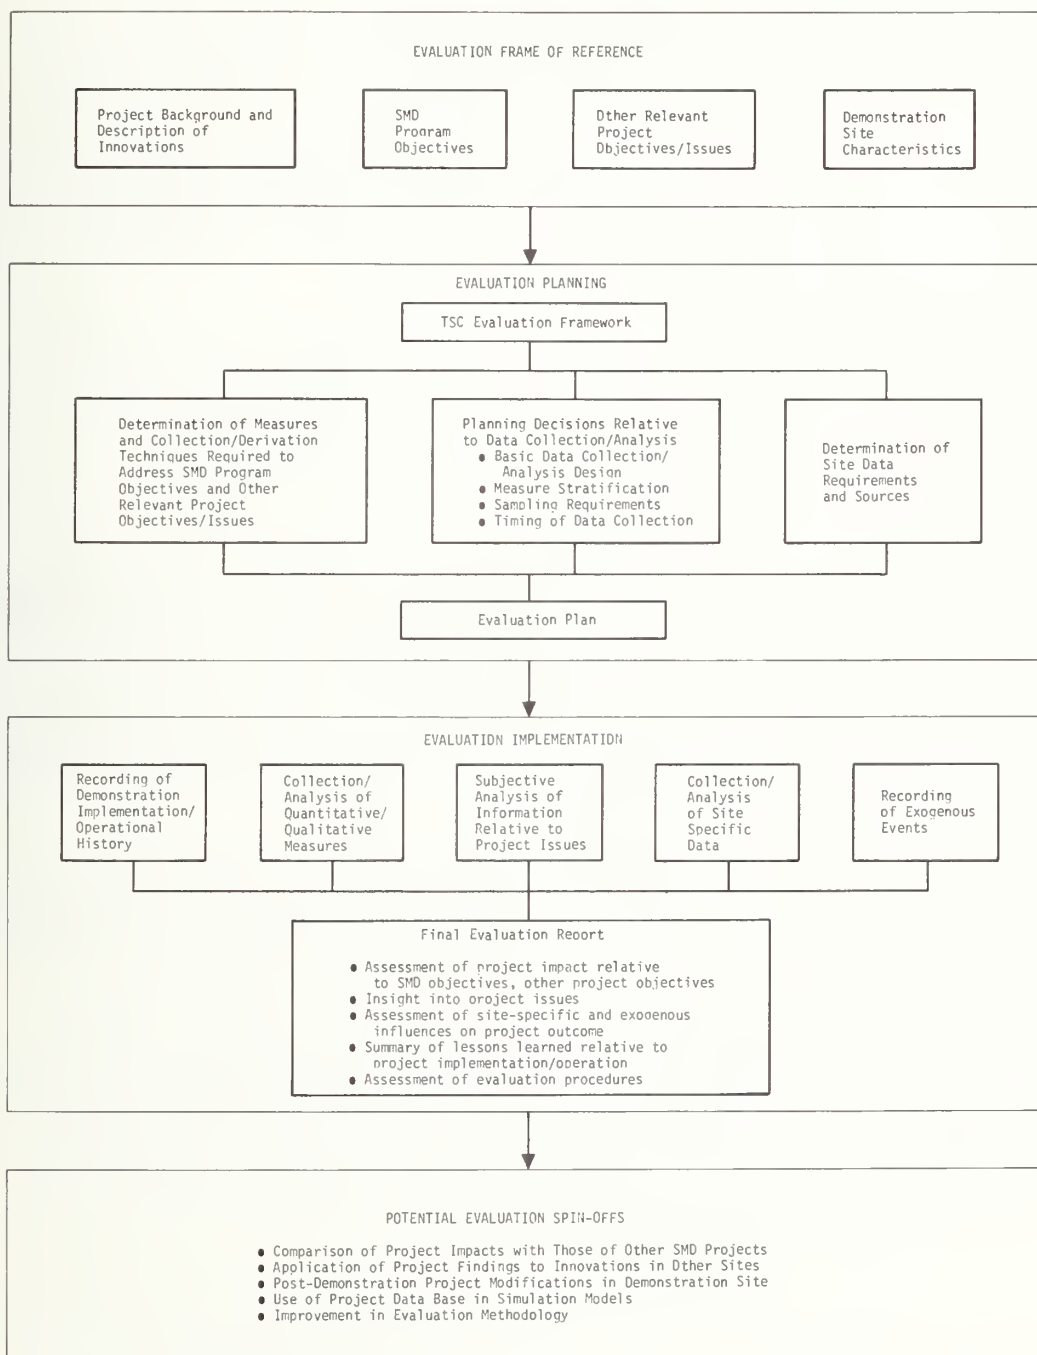 EVALUATION FRAME OF REFERENCE
Project Background and
Description of
Innovations
SMD
Program
Objectives
Other Relevant
Project
Objectives/Issues
Demonstration
Site
Characteristics
EVALUATION PLANNING
TSC Evaluation Framework
Determination of Measures
and Collection/Derivation
Techniques Required to
Address SMD Program
Objectives and Other
Relevant Project
Objectives/Issues
Planning Decisions Relative
to Data Collection/Analysis
● Basic Data Collection/
Analysis Design
● Measure Stratification
● Sampling Requirements
● Timing of Data Collection
Determination of
Site Data
Requirements
and Sources
Evaluation Plan
EVALUATION IMPLEMENTATION
Recording of
Demonstration
Implementation/
Operational
History
Collection/
Analysis of
Quantitative/
Qualitative
Measures
Subjective
Analysis of
Information
Relative to
Project Issues
Collection/
Analysis
of Site
Specific
Data
Recording
of Exogenous
Events
Final Evaluation Report
● Assessment of project impact relative
to SMD objectives, other project objectives
● Insight into project issues
● Assessment of site-specific and exogenous
influences on project outcome
● Summary of lessons learned relative to
project implementation/operation
● Assessment of evaluation procedures
POTENTIAL EVALUATION SPIN-OFFS
● Comparison of Project Impacts with Those of Other SMD Projects
● Application of Project Findings to Innovations in Other Sites
● Post-Demonstration Project Modifications in Demonstration Site
● Use of Project Data Base in Simulation Models
● Improvement in Evaluation Methodology